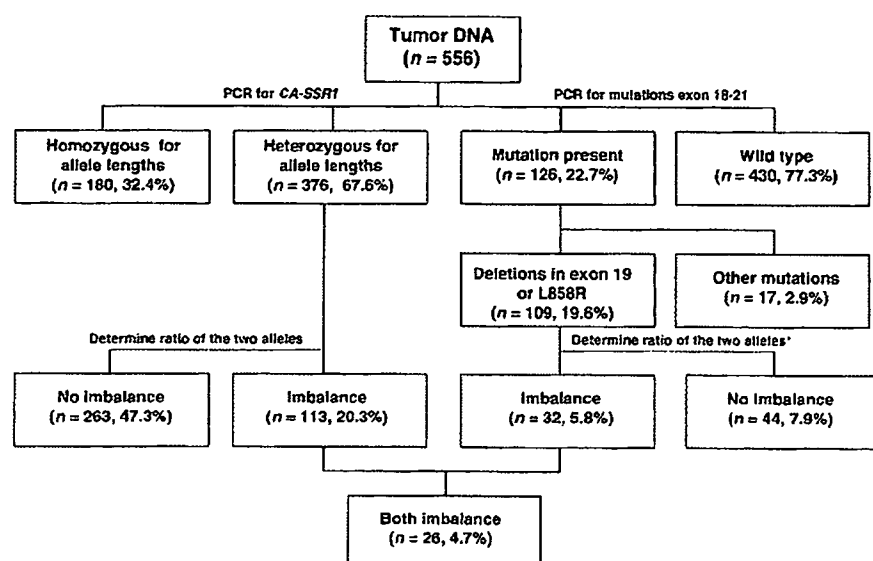 Tumor DNA
(n = 556)
PCR for CA-SSR1
PCR for mutations exon 18-21
Homozygous for
allele lengths
(n = 180, 32.4%)
Heterozygous for
allele lengths
(n = 376, 67.6%)
Mutation present
(n = 126, 22.7%)
Wild type
(n = 430, 77.3%)
Deletions in exon 19
or L858R
(n = 109, 19.6%)
Other mutations
(n = 17, 2.9%)
Determine ratio of the two alleles
Determine ratio of the two alleles*
No imbalance
(n = 263, 47.3%)
Imbalance
(n = 113, 20.3%)
Imbalance
(n = 32, 5.8%)
No imbalance
(n = 44, 7.9%)
Both imbalance
(n = 26, 4.7%)